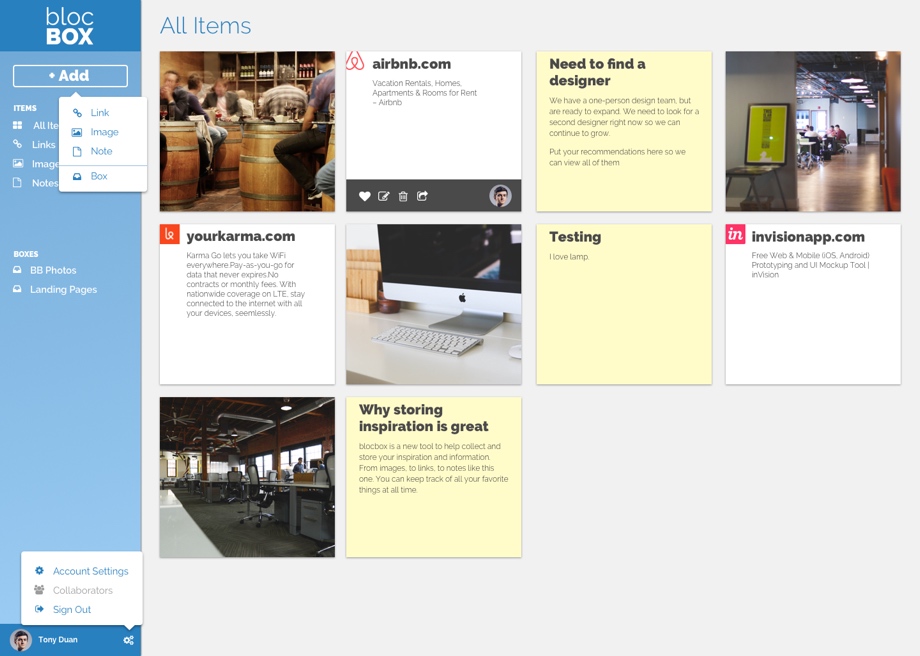 bloc
BOX
All Items
+ Add
Link
Image
Note
Box
ITEMS
All Ite
Links
Image
Notes
BOXES
BB Photos
Landing Pages
airbnb.com
Vacation Rentals, Homes,
Apartments & Rooms for Rent
– Airbnb
Need to find a
designer
We have a one-person design team, but
are ready to expand. We need to look for a
second designer right now so we can
continue to grow.
Put your recommendations here so we
can view all of them
yourkarma.com
Karma Go lets you take WiFi
everywhere.Pay-as-you-go for
data that never expires.No
contracts or monthly fees. With
nationwide coverage on LTE, stay
connected to the internet with all
your devices, seemlessly.
Testing
I love lamp.
in
invisionapp.com
Free Web & Mobile (iOS, Android)
Prototyping and UI Mockup Tool |
inVision
Why storing
inspiration is great
blocbox is a new tool to help collect and
store your inspiration and information.
From images, to links, to notes like this
one. You can keep track of all your favorite
things at all time.
Account Settings
Collaborators
Sign Out
Tony Duan